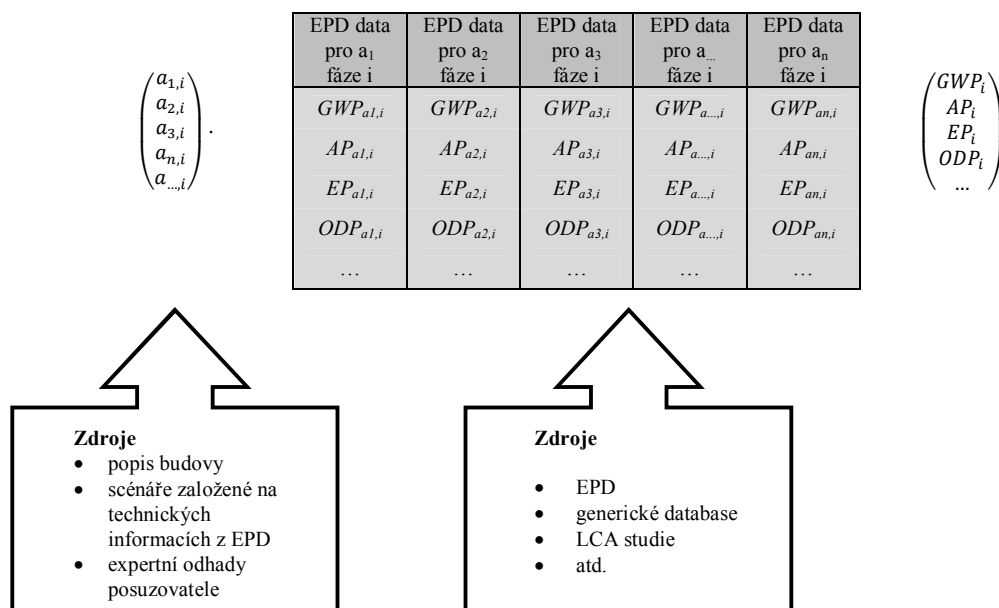 a1,i
a2,i
a3,i
an,i
a...,i
.
EPD data pro a1 fáze i
EPD data pro a2 fáze i
EPD data pro a3 fáze i
EPD data pro a... fáze i
EPD data pro an fáze i
GWPa1,i GWPa2,i GWPa3,i GWPa...,i GWPan,i
APa1,i APa2,i APa3,i APa...,i APan,i
EPa1,i EPa2,i EPa3,i EPa...,i EPan,i
ODPa1,i ODPa2,i ODPa3,i ODPa...,i ODPan,i
… … … … …
GWPi
APi
EPi
ODPi
…
Zdroje
• popis budovy
• scénáře založené na
technických
informacích z EPD
• expertní odhady
posuzovatele
Zdroje
• EPD
• generické database
• LCA studie
• atd.